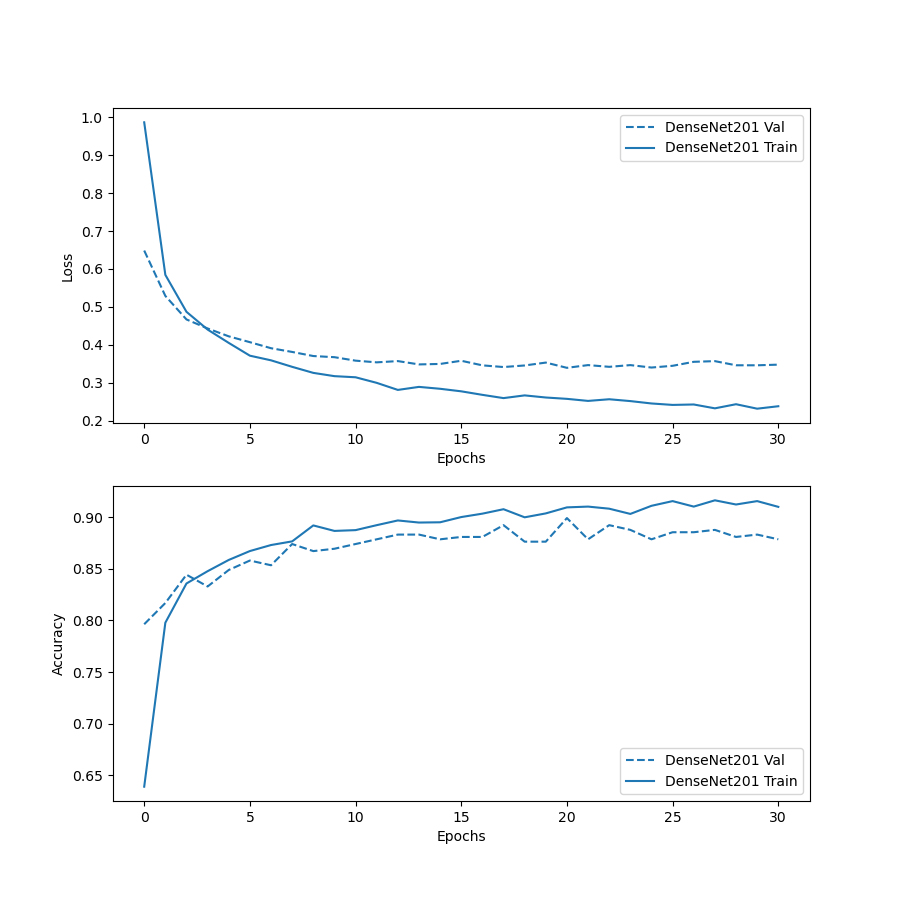 1.0
0.9
0.8
0.7
0.6
0.5
0.4
0.3
0.2
Loss
DenseNet201 Val
DenseNet201 Train
0 5 10 15 20 25 30
Epochs
0.90
0.85
0.80
0.75
0.70
0.65
Accuracy
DenseNet201 Val
DenseNet201 Train
0 5 10 15 20 25 30
Epochs